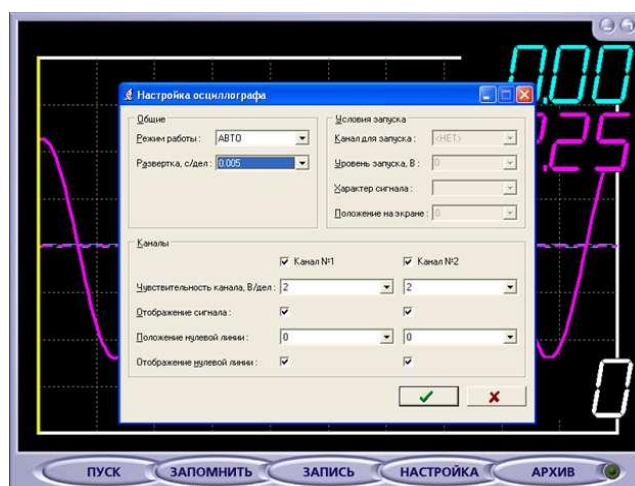 0.00
.25
Настройка осциллографа
Общие
Режим работы : АВТО
Развертка, с/дел : 0.005
Условия запуска
Канал для запуска : <НЕТ>
Уровень запуска, В : 0
Характер сигнала :
Положение на экране : 0
Каналы
Канал №1 Канал №2
Чувствительность канала, В/дел : 2 2
Отображение сигнала :
Положение нулевой линии : 0 0
Отображение нулевой линии :
0
ПУСК ЗАПОМНИТЬ ЗАПИСЬ НАСТРОЙКА АРХИВ